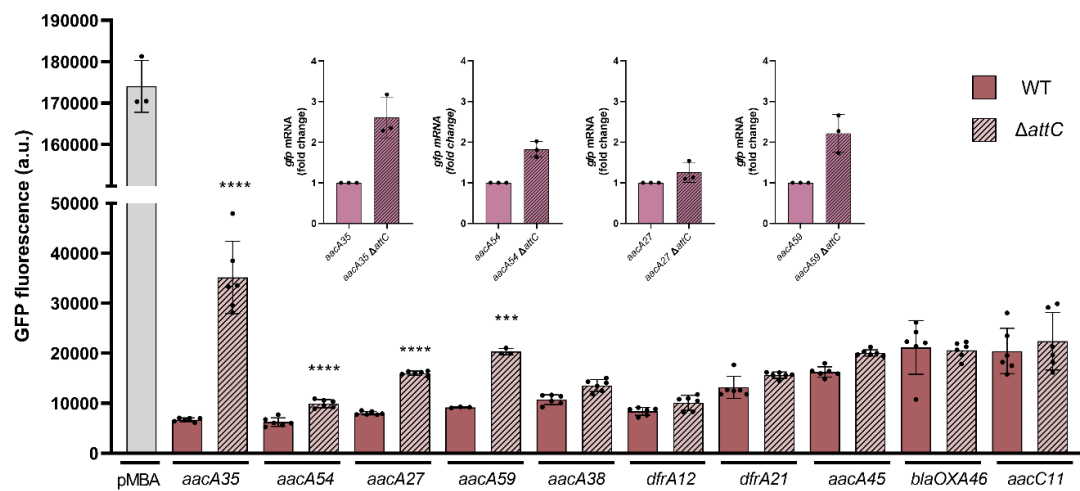 190000
180000
170000
160000
50000
40000
30000
20000
10000
0
GFP fluorescence (a.u.)
****
****
****
***
4
3
2
1
0
gfp mRNA
(fold change)
aacA35
aacA35 ΔattC
4
3
2
1
0
gfp mRNA
(fold change)
aacA54
aacA54 ΔattC
4
3
2
1
0
gfp mRNA
(fold change)
aacA27
aacA27 ΔattC
4
3
2
1
0
gfp mRNA
(fold change)
aacA59
aacA59 ΔattC
WT
ΔattC
pMBA aacA35 aacA54 aacA27 aacA59 aacA38 dfrA12 dfrA21 aacA45 blaOXA46 aacC11